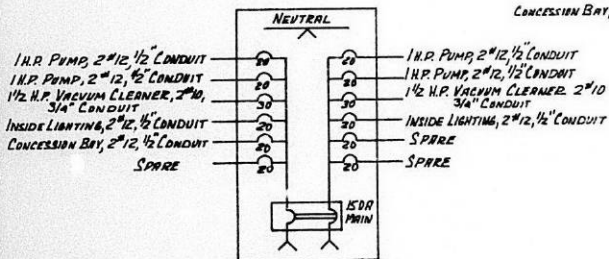 CONCESSION BAY,
NEUTRAL
1 H.P. PUMP, 2#12, 1/2" CONDUIT
20
20
1 H.P. PUMP, 2#12, 1/2" CONDUIT
1 H.P. PUMP, 2#12, 1/2" CONDUIT
20
20
1 H.P. PUMP, 2#12, 1/2" CONDUIT
1 1/2 H.P. VACUUM CLEANER, 2#10,
3/4" CONDUIT
30
30
1 1/2 H.P. VACUUM CLEANER 2#10
3/4" CONDUIT
INSIDE LIGHTING, 2#12, 1/2" CONDUIT
20
20
INSIDE LIGHTING, 2#12, 1/2" CONDUIT
CONCESSION BAY, 2#12, 1/2" CONDUIT
20
20
SPARE
SPARE
20
20
SPARE
150A
MAIN